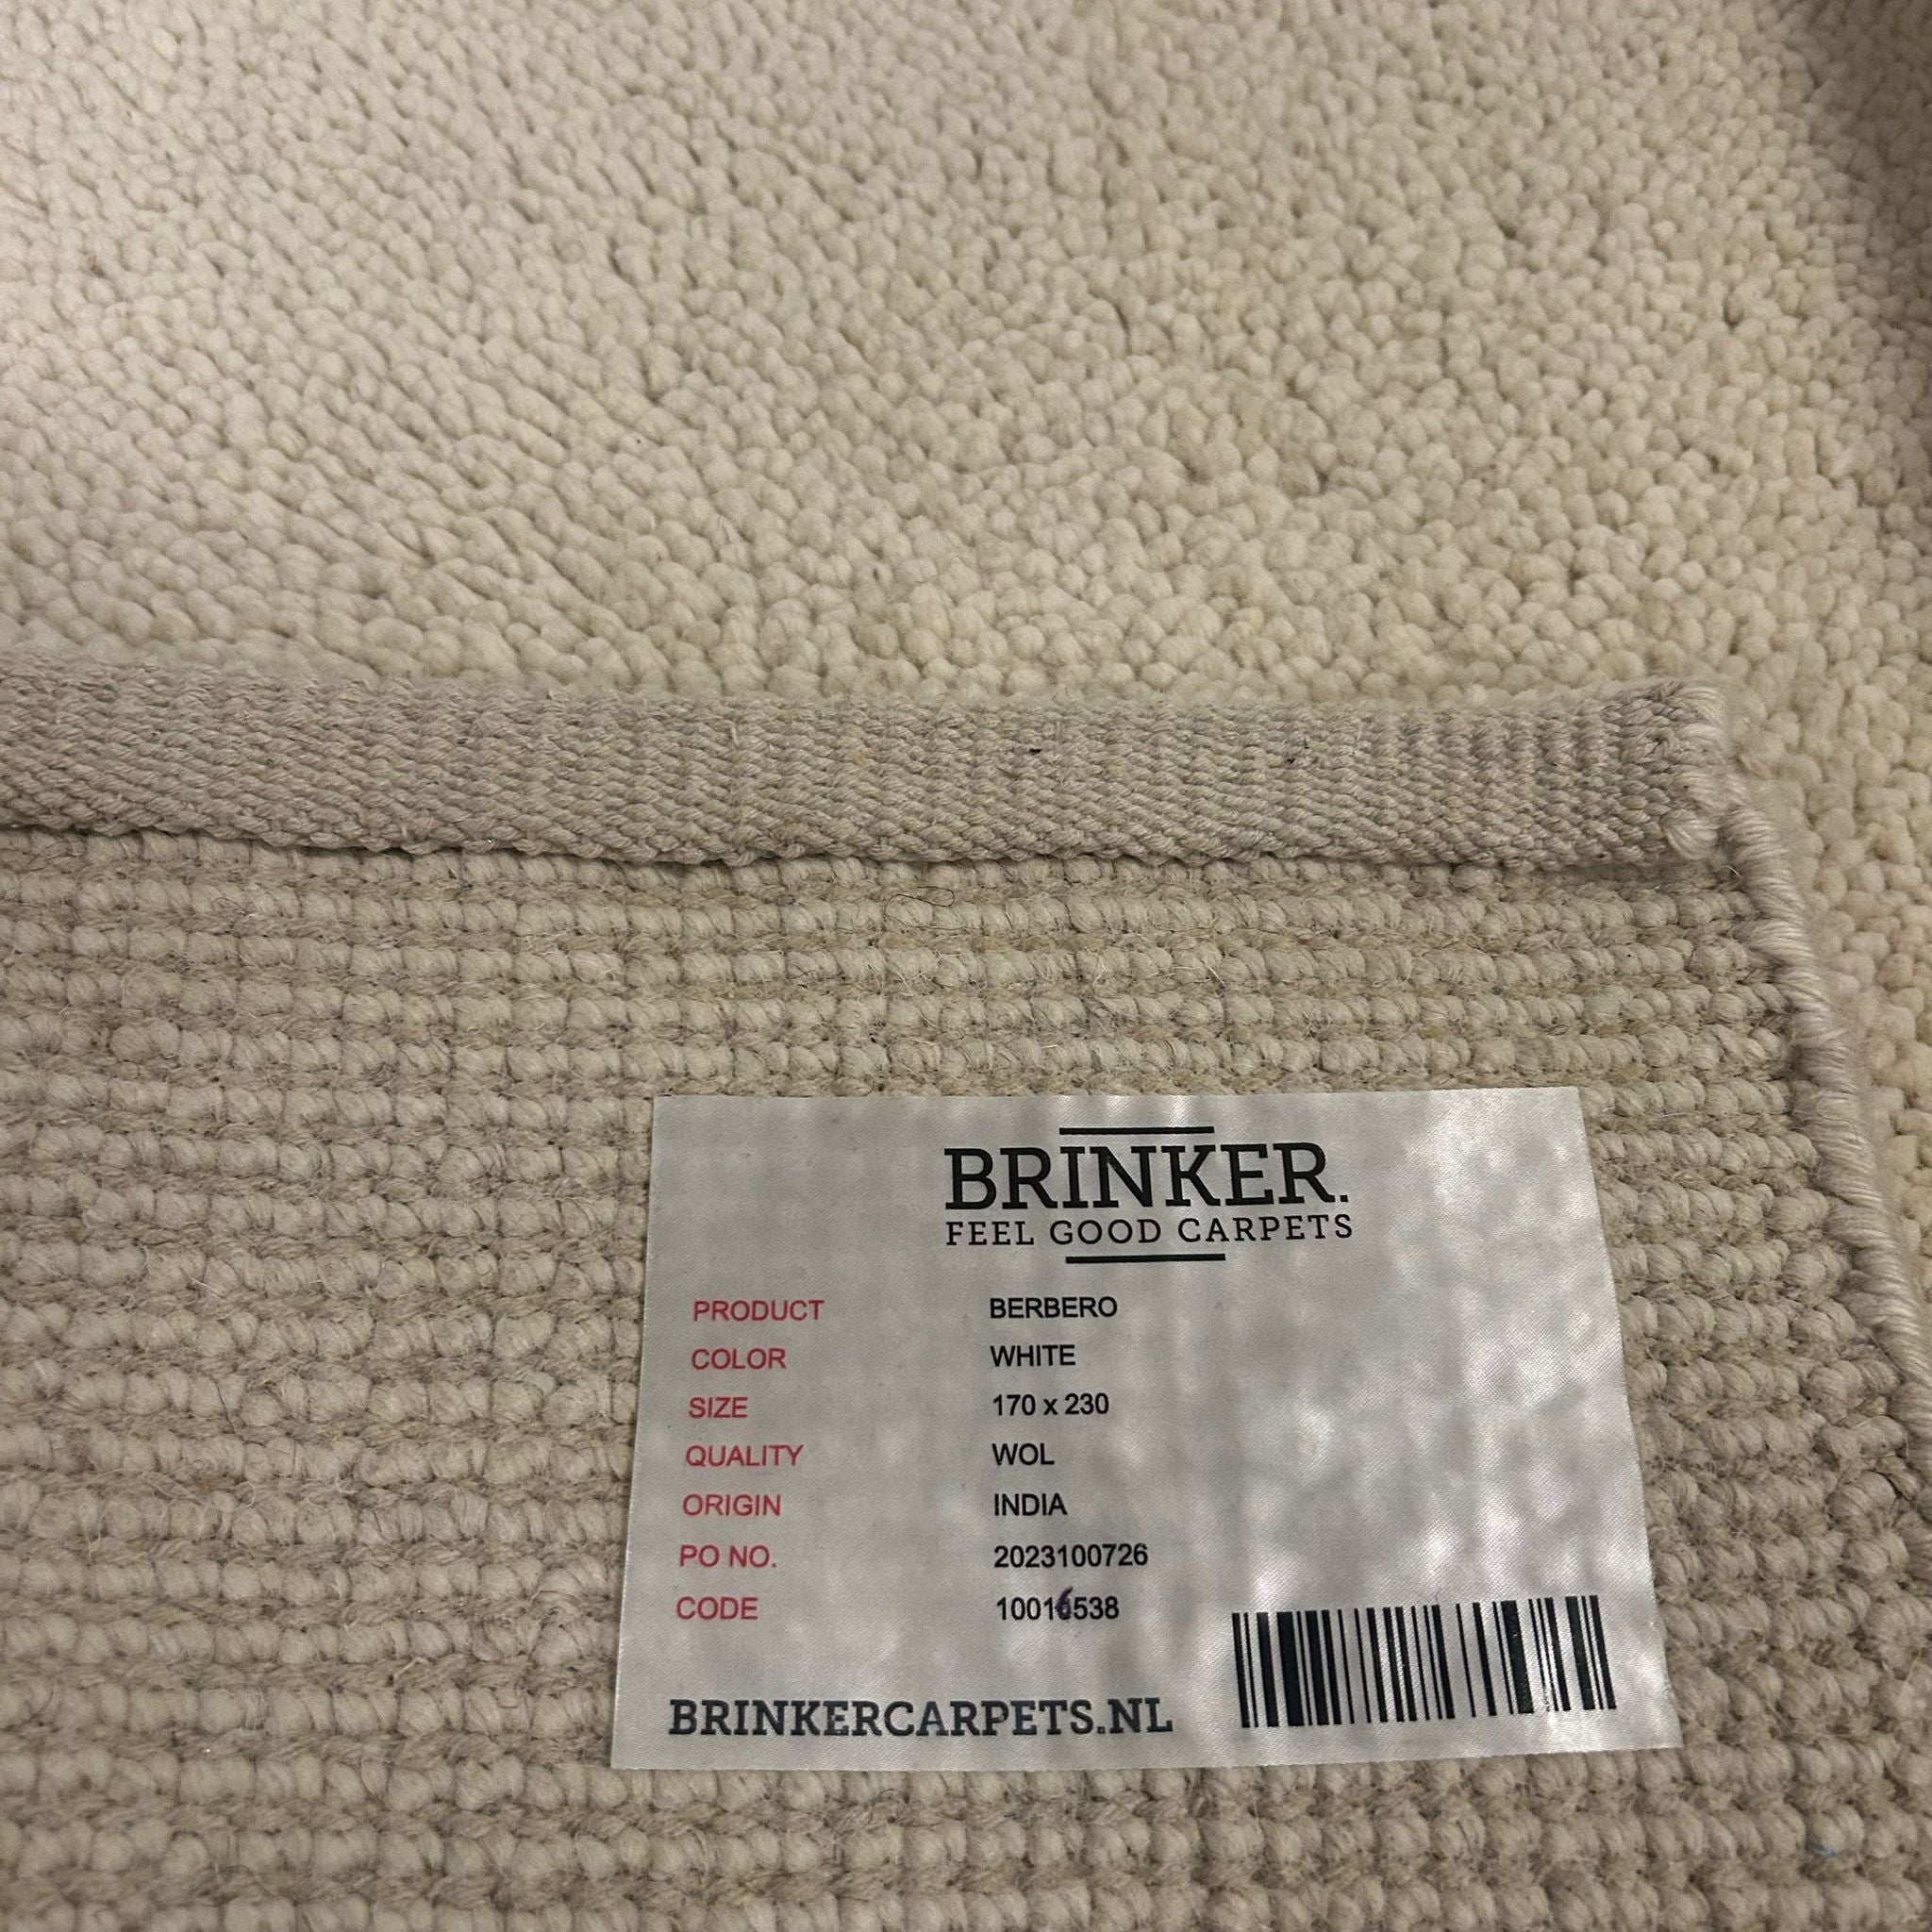 BRINKER.
FEEL GOOD CARPETS
PRODUCT BERBERO
COLOR WHITE
SIZE 170 x 230
QUALITY WOL
ORIGIN INDIA
PO NO. 2023100726
CODE 10016538
BRINKERCARPETS.NL